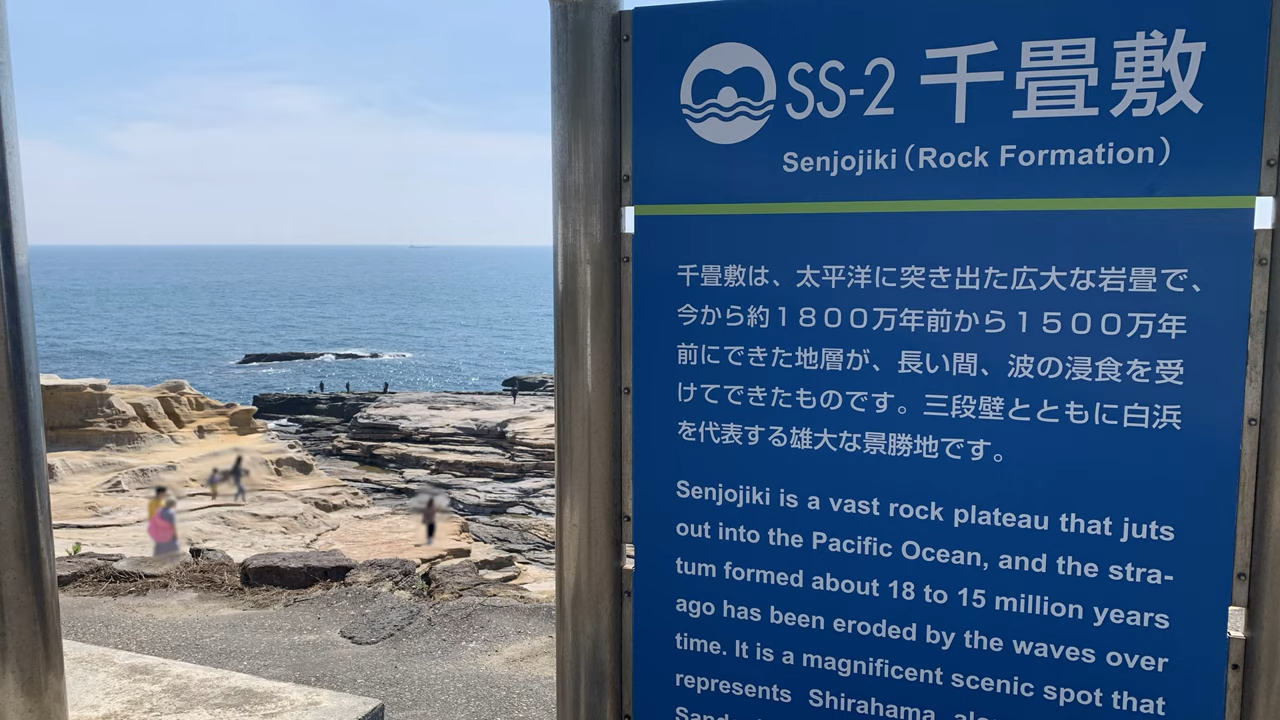 SS-2 千畳敷
Senjojiki（Rock Formation）
千畳敷は、太平洋に突き出た広大な岩畳で、
今から約１８００万年前から１５００万年
前にできた地層が、長い間、波の浸食を受
けてできたものです。三段壁とともに白浜
を代表する雄大な景勝地です。
Senjojiki is a vast rock plateau that juts
out into the Pacific Ocean, and the stra-
tum formed about 18 to 15 million years
ago has been eroded by the waves over
time. It is a magnificent scenic spot that
represents Shirahama